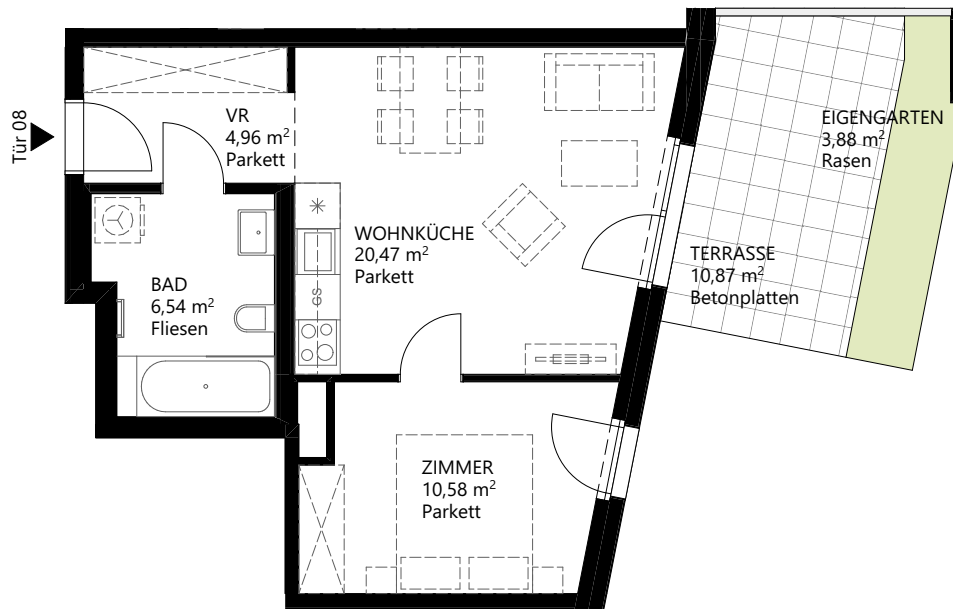 Tür 08
VR
4,96 m²
Parkett
EIGENGARTEN
3,88 m²
Rasen
WOHNKÜCHE
20,47 m²
Parkett
TERRASSE
10,87 m²
Betonplatten
BAD
6,54 m²
Fliesen
GS
ZIMMER
10,58 m²
Parkett